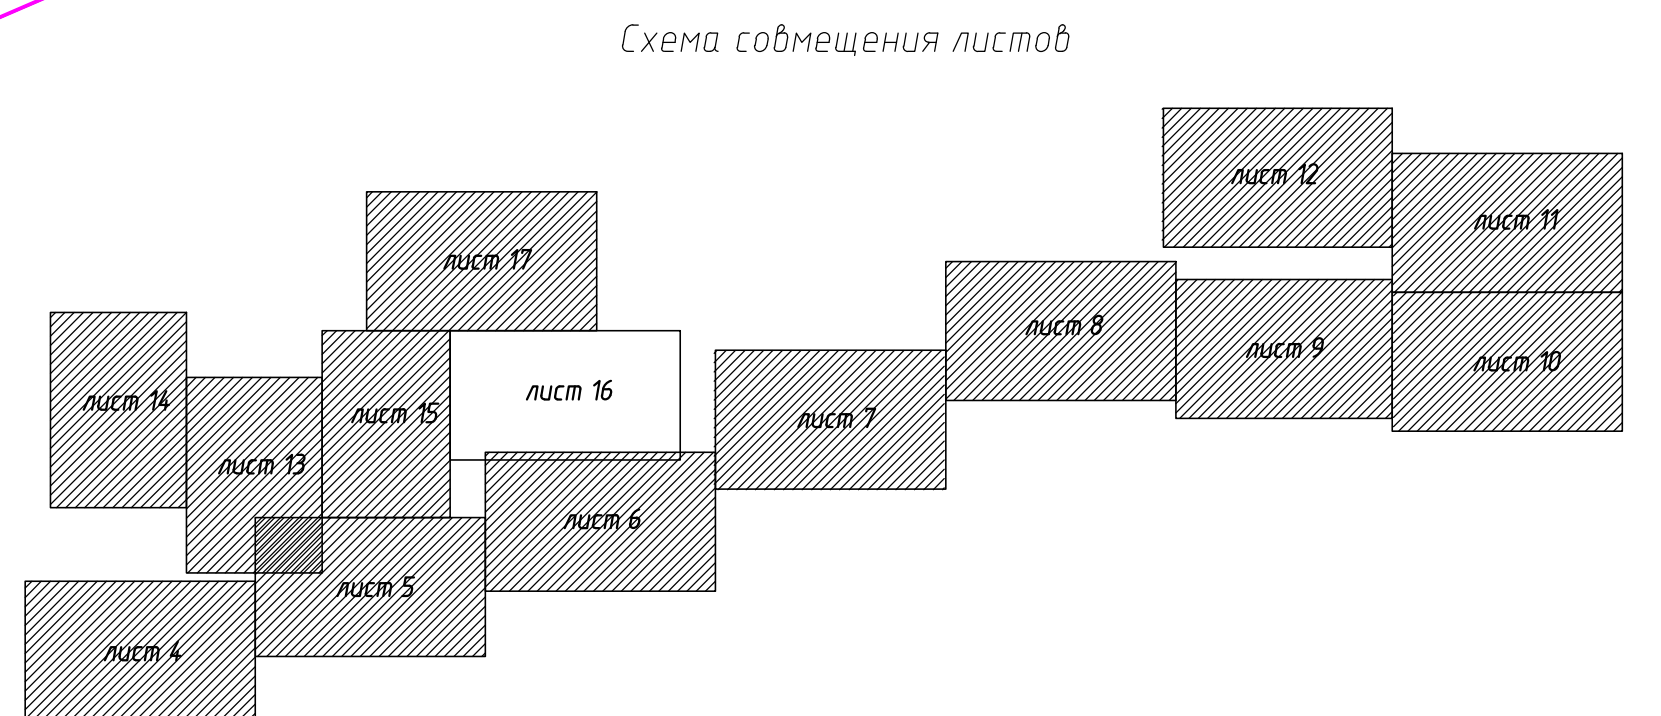 Схема совмещения листов
лист 12
лист 11
лист 17
лист 8
лист 9
лист 10
лист 14
лист 16
лист 15
лист 7
лист 13
лист 6
лист 5
лист 4